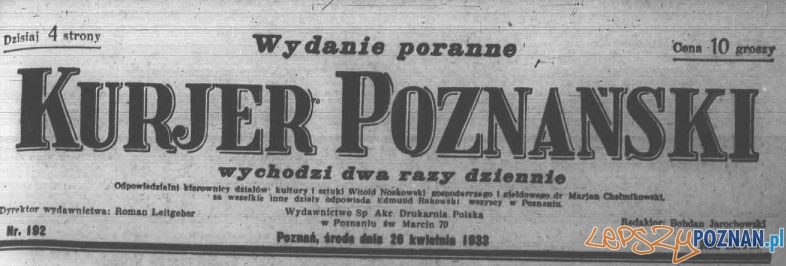 Dzisiaj 4 strony
Wydanie poranne
Cena 10 groszy
KURJER POZNAŃSKI
wychodzi dwa razy dziennie
Odpowiedzialni kierownicy działów: kultury i sztuki Witold Noskowski gospodarczego i giełdowego dr Marjan Chełmikowski,
za wszelkie inne działy odpowiada Edmund Rakowski wszyscy w Poznaniu.
Dyrektor wydawnictwa: Roman Leitgeber
Wydawnictwo Sp Akc Drukarnia Polska
w Poznaniu św Marcin 70
Redaktor: Bohdan Jarochowski
Nr. 192
Poznań, środa dnia 26 kwietnia 1933
LEPSZYPOZNAN.pl